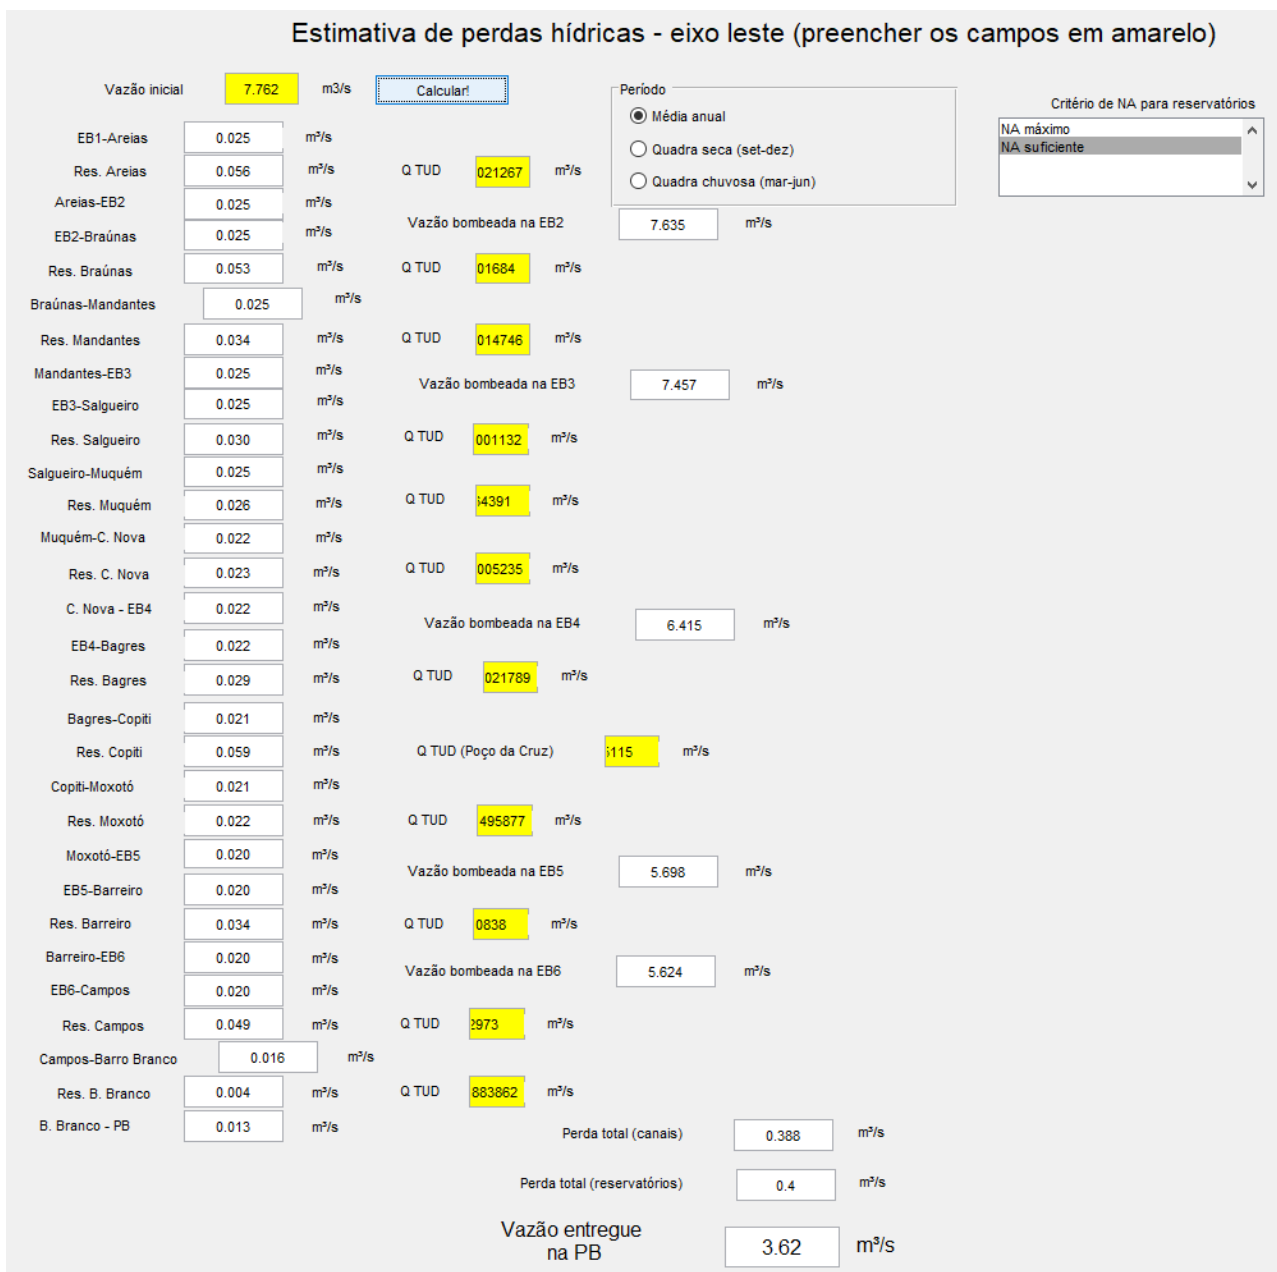 Estimativa de perdas hídricas - eixo leste (preencher os campos em amarelo)
Vazão inicial 7.762 m3/s Calcular!
Período
Média anual
Quadra seca (set-dez)
Quadra chuvosa (mar-jun)
Critério de NA para reservatórios
NA máximo
NA suficiente
EB1-Areias 0.025 m³/s
Res. Areias 0.056 m³/s Q TUD 021267 m³/s
Areias-EB2 0.025 m³/s
Vazão bombeada na EB2 7.635 m³/s
EB2-Braúnas 0.025 m³/s
Res. Braúnas 0.053 m³/s Q TUD 01684 m³/s
Braúnas-Mandantes 0.025 m³/s
Res. Mandantes 0.034 m³/s Q TUD 014746 m³/s
Mandantes-EB3 0.025 m³/s
Vazão bombeada na EB3 7.457 m³/s
EB3-Salgueiro 0.025 m³/s
Res. Salgueiro 0.030 m³/s Q TUD 001132 m³/s
Salgueiro-Muquém 0.025 m³/s
Res. Muquém 0.026 m³/s Q TUD 4391 m³/s
Muquém-C. Nova 0.022 m³/s
Res. C. Nova 0.023 m³/s Q TUD 005235 m³/s
C. Nova - EB4 0.022 m³/s
Vazão bombeada na EB4 6.415 m³/s
EB4-Bagres 0.022 m³/s
Res. Bagres 0.029 m³/s Q TUD 021789 m³/s
Bagres-Copiti 0.021 m³/s
Res. Copiti 0.059 m³/s Q TUD (Poço da Cruz) 115 m³/s
Copiti-Moxotó 0.021 m³/s
Res. Moxotó 0.022 m³/s Q TUD 495877 m³/s
Moxotó-EB5 0.020 m³/s
Vazão bombeada na EB5 5.698 m³/s
EB5-Barreiro 0.020 m³/s
Res. Barreiro 0.034 m³/s Q TUD 0838 m³/s
Barreiro-EB6 0.020 m³/s
Vazão bombeada na EB6 5.624 m³/s
EB6-Campos 0.020 m³/s
Res. Campos 0.049 m³/s Q TUD 2973 m³/s
Campos-Barro Branco 0.016 m³/s
Res. B. Branco 0.004 m³/s Q TUD 883862 m³/s
B. Branco - PB 0.013 m³/s
Perda total (canais) 0.388 m³/s
Perda total (reservatórios) 0.4 m³/s
Vazão entregue
na PB 3.62 m³/s